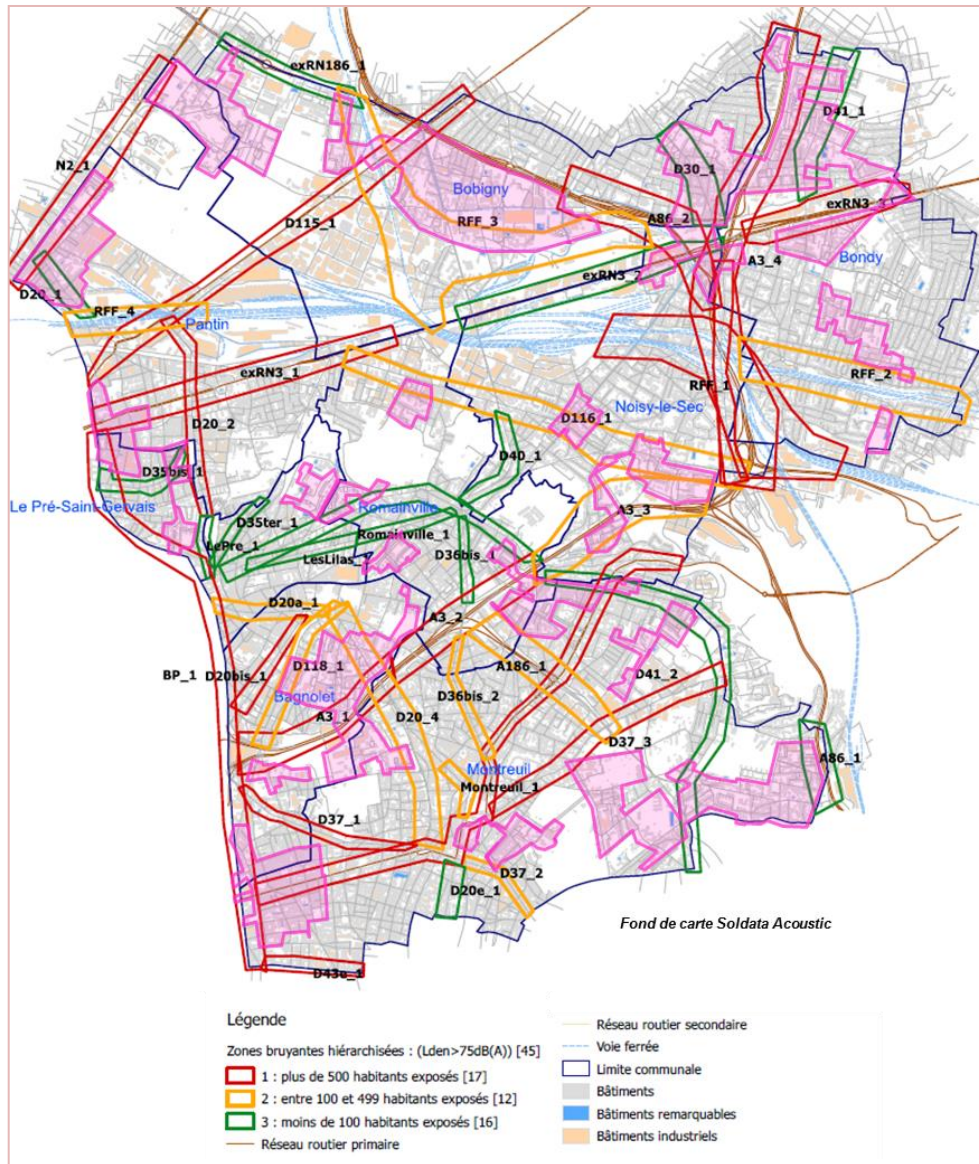 exRN186_1
D41_1
N2_1
D30_1
Bobigny
D115_1
RFF_3
A86_2
exRN3_3
A3_4
Bondy
exRN3_2
D20_1
RFF_4
Pantin
exRN3_1
RFF_1
RFF_2
Noisy-le-Sec
D116_1
D20_2
D40_1
D35bis_1
Le Pré-Saint-Gervais
Romainville
A3_3
D35ter_1
Romainville_1
LePre_1
D36bis_1
D20a_1
A3_2
BP_1
D20bis_1
D118_1
A186_1
D41_2
Bagnolet
D36bis_2
A3_1
D20_4
D37_3
A86_1
Montreuil
Montreuil_1
D37_1
D37_2
D20e_1
Fond de carte Soldata Acoustic
Légende
Zones bruyantes hiérarchisées : (Lden>75dB(A)) [45]
1 : plus de 500 habitants exposés [17]
2 : entre 100 et 499 habitants exposés [12]
3 : moins de 100 habitants exposés [16]
Réseau routier primaire
Réseau routier secondaire
Voie ferrée
Limite communale
Bâtiments
Bâtiments remarquables
Bâtiments industriels